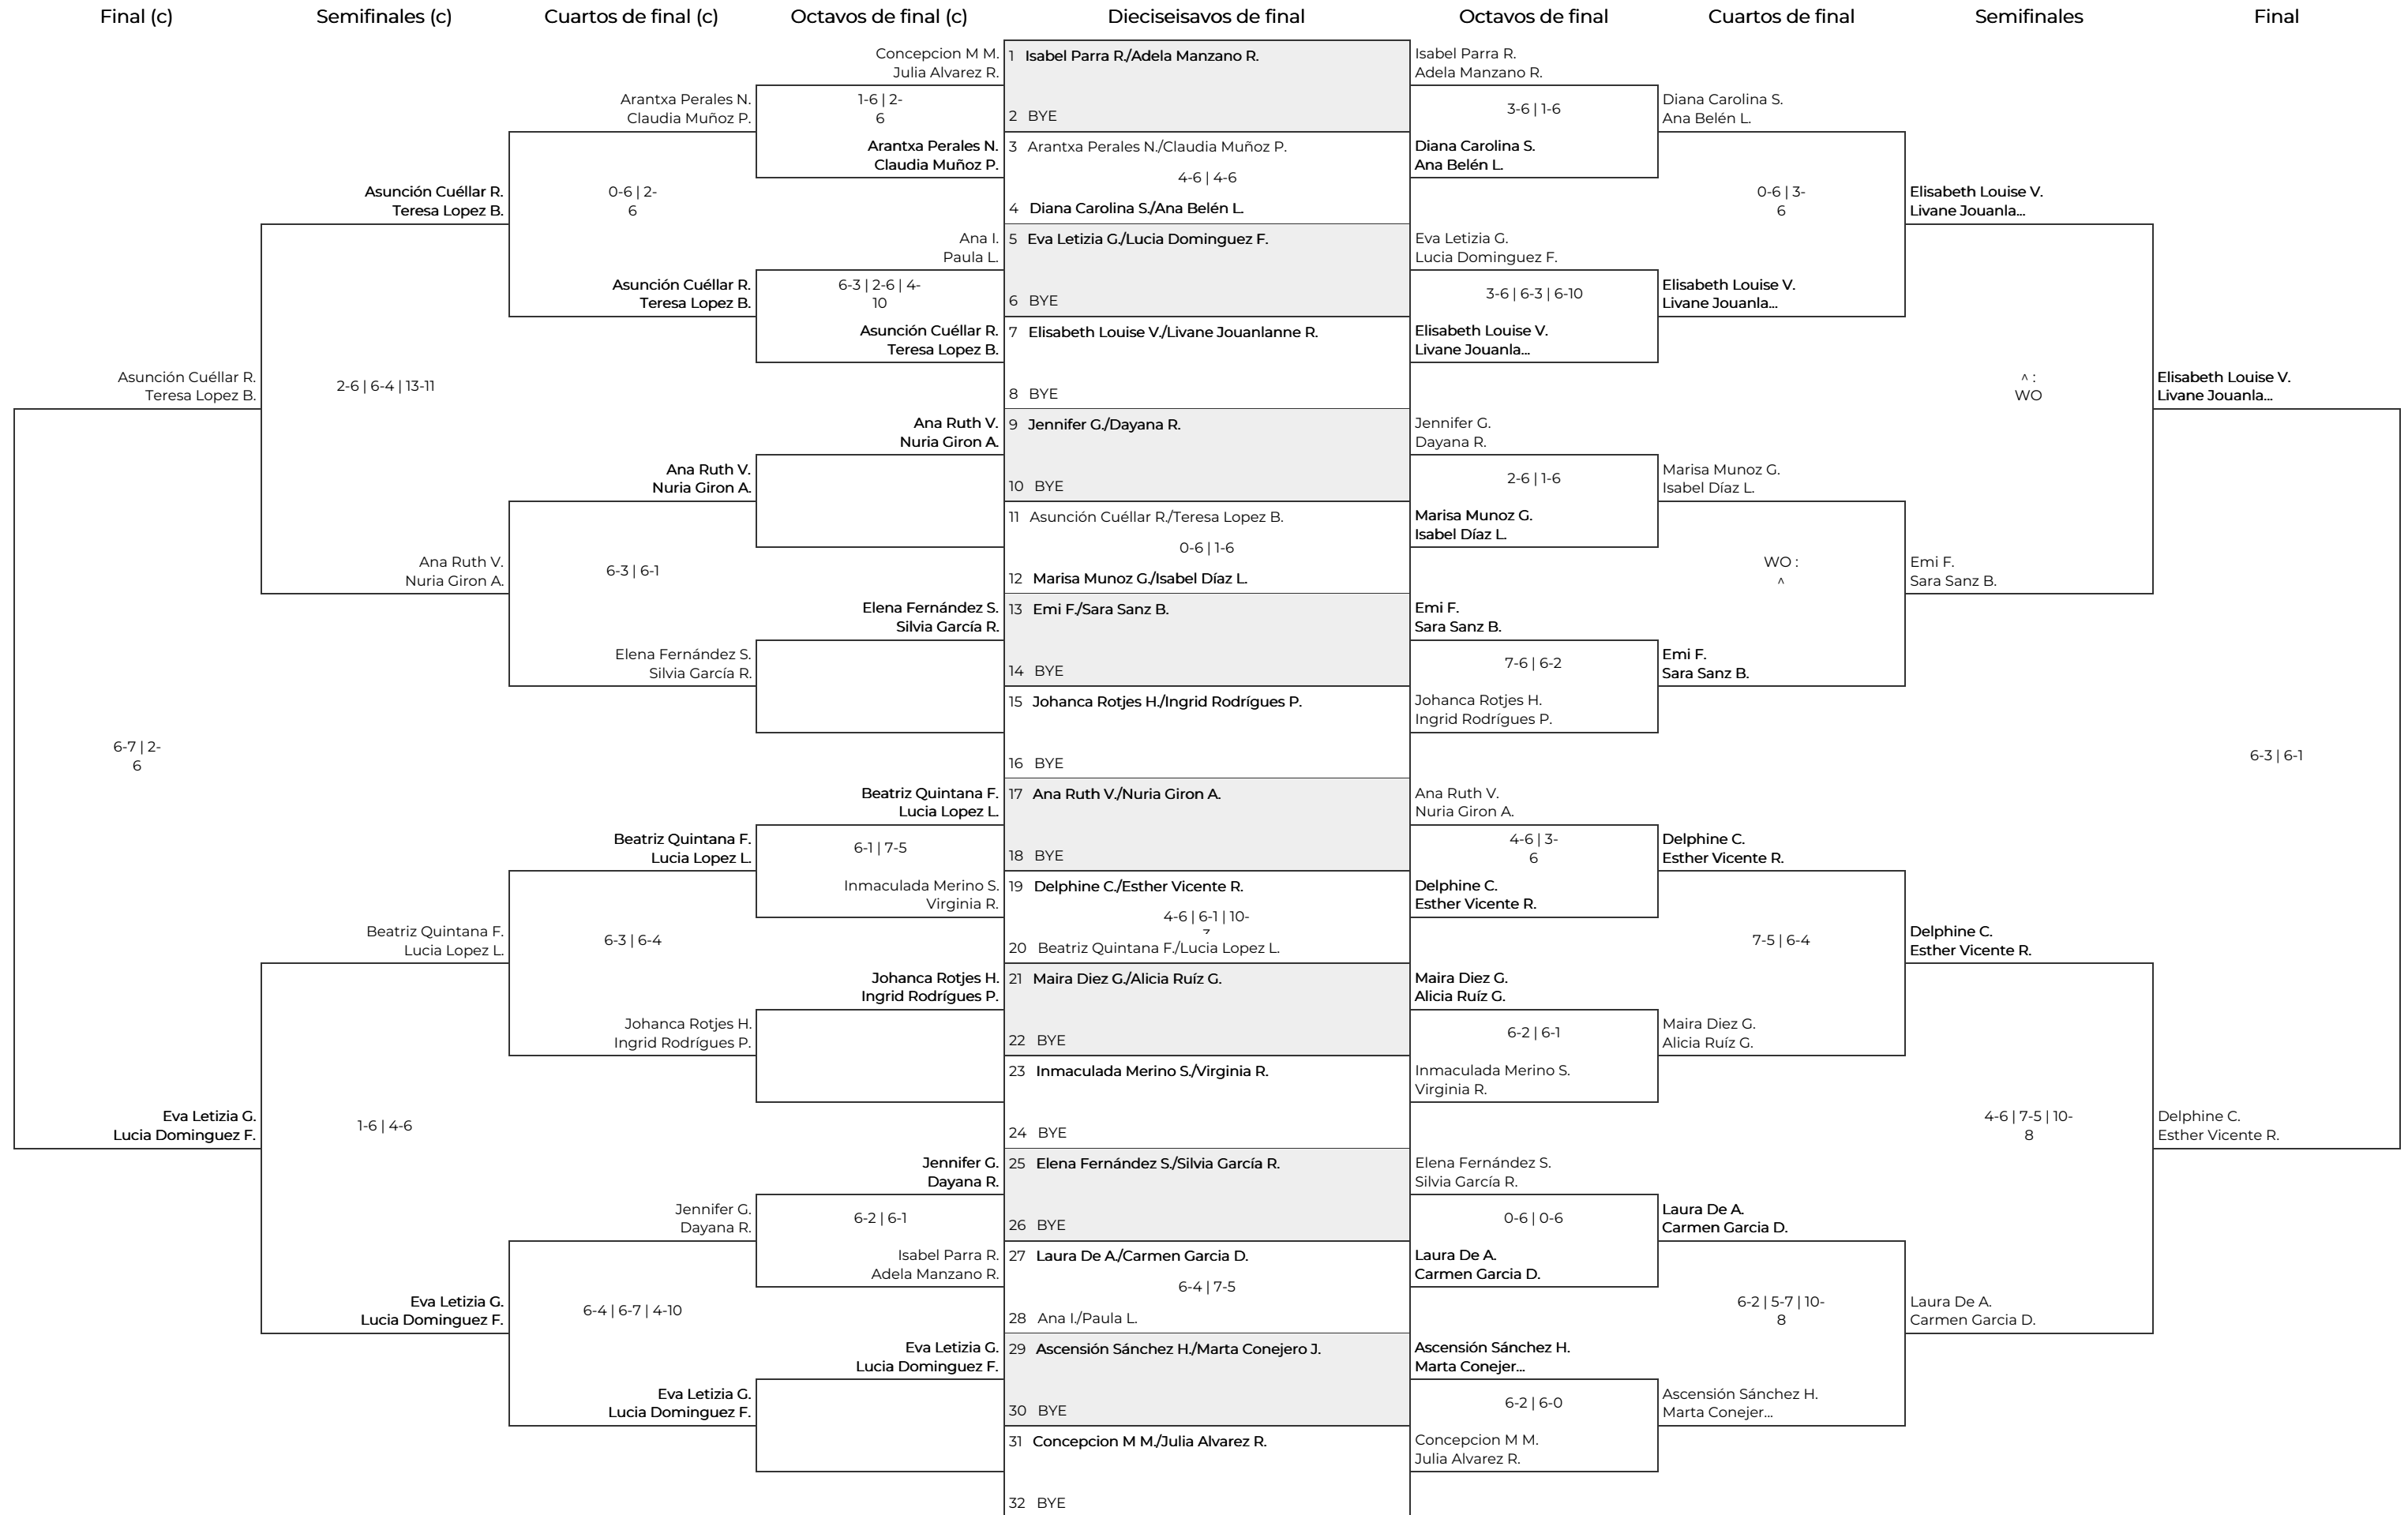 Final (c)
Semifinales (c)
Cuartos de final (c)
Octavos de final (c)
Dieciseisavos de final
Octavos de final
Cuartos de final
Semifinales
Final
Asunción Cuéllar R.
Teresa Lopez B.
6-7 | 2-
6
Eva Letizia G.
Lucia Dominguez F.
Asunción Cuéllar R.
Teresa Lopez B.
2-6 | 6-4 | 13-11
Ana Ruth V.
Nuria Giron A.
Beatriz Quintana F.
Lucia Lopez L.
1-6 | 4-6
Eva Letizia G.
Lucia Dominguez F.
Arantxa Perales N.
Claudia Muñoz P.
0-6 | 2-
6
Asunción Cuéllar R.
Teresa Lopez B.
Ana Ruth V.
Nuria Giron A.
6-3 | 6-1
Elena Fernández S.
Silvia García R.
Beatriz Quintana F.
Lucia Lopez L.
6-3 | 6-4
Johanca Rotjes H.
Ingrid Rodrígues P.
Jennifer G.
Dayana R.
6-4 | 6-7 | 4-10
Eva Letizia G.
Lucia Dominguez F.
Concepcion M M.
Julia Alvarez R.
1-6 | 2-
6
Arantxa Perales N.
Claudia Muñoz P.
Ana I.
Paula L.
6-3 | 2-6 | 4-
10
Asunción Cuéllar R.
Teresa Lopez B.
Ana Ruth V.
Nuria Giron A.
Elena Fernández S.
Silvia García R.
Beatriz Quintana F.
Lucia Lopez L.
6-1 | 7-5
Inmaculada Merino S.
Virginia R.
Johanca Rotjes H.
Ingrid Rodrígues P.
Jennifer G.
Dayana R.
6-2 | 6-1
Isabel Parra R.
Adela Manzano R.
Eva Letizia G.
Lucia Dominguez F.
1 Isabel Parra R./Adela Manzano R.
2 BYE
3 Arantxa Perales N./Claudia Muñoz P.
4-6 | 4-6
4 Diana Carolina S./Ana Belén L.
5 Eva Letizia G./Lucia Dominguez F.
6 BYE
7 Elisabeth Louise V./Livane Jouanlanne R.
8 BYE
9 Jennifer G./Dayana R.
10 BYE
11 Asunción Cuéllar R./Teresa Lopez B.
0-6 | 1-6
12 Marisa Munoz G./Isabel Díaz L.
13 Emi F./Sara Sanz B.
14 BYE
15 Johanca Rotjes H./Ingrid Rodrígues P.
16 BYE
17 Ana Ruth V./Nuria Giron A.
18 BYE
19 Delphine C./Esther Vicente R.
4-6 | 6-1 | 10-
20 Beatriz Quintana F./Lucia Lopez L.
21 Maira Diez G./Alicia Ruíz G.
22 BYE
23 Inmaculada Merino S./Virginia R.
24 BYE
25 Elena Fernández S./Silvia García R.
26 BYE
27 Laura De A./Carmen Garcia D.
6-4 | 7-5
28 Ana I./Paula L.
29 Ascensión Sánchez H./Marta Conejero J.
30 BYE
31 Concepcion M M./Julia Alvarez R.
32 BYE
Isabel Parra R.
Adela Manzano R.
3-6 | 1-6
Diana Carolina S.
Ana Belén L.
Eva Letizia G.
Lucia Dominguez F.
3-6 | 6-3 | 6-10
Elisabeth Louise V.
Livane Jouanla...
Jennifer G.
Dayana R.
2-6 | 1-6
Marisa Munoz G.
Isabel Díaz L.
Emi F.
Sara Sanz B.
7-6 | 6-2
Johanca Rotjes H.
Ingrid Rodrígues P.
Ana Ruth V.
Nuria Giron A.
4-6 | 3-
6
Delphine C.
Esther Vicente R.
Maira Diez G.
Alicia Ruíz G.
6-2 | 6-1
Inmaculada Merino S.
Virginia R.
Elena Fernández S.
Silvia García R.
0-6 | 0-6
Laura De A.
Carmen Garcia D.
Ascensión Sánchez H.
Marta Conejer...
6-2 | 6-0
Concepcion M M.
Julia Alvarez R.
Diana Carolina S.
Ana Belén L.
0-6 | 3-
6
Elisabeth Louise V.
Livane Jouanla...
Marisa Munoz G.
Isabel Díaz L.
WO :
^
Emi F.
Sara Sanz B.
Delphine C.
Esther Vicente R.
7-5 | 6-4
Maira Diez G.
Alicia Ruíz G.
Laura De A.
Carmen Garcia D.
6-2 | 5-7 | 10-
8
Ascensión Sánchez H.
Marta Conejer...
Elisabeth Louise V.
Livane Jouanla...
^ :
WO
Emi F.
Sara Sanz B.
Delphine C.
Esther Vicente R.
4-6 | 7-5 | 10-
8
Laura De A.
Carmen Garcia D.
Elisabeth Louise V.
Livane Jouanla...
6-3 | 6-1
Delphine C.
Esther Vicente R.